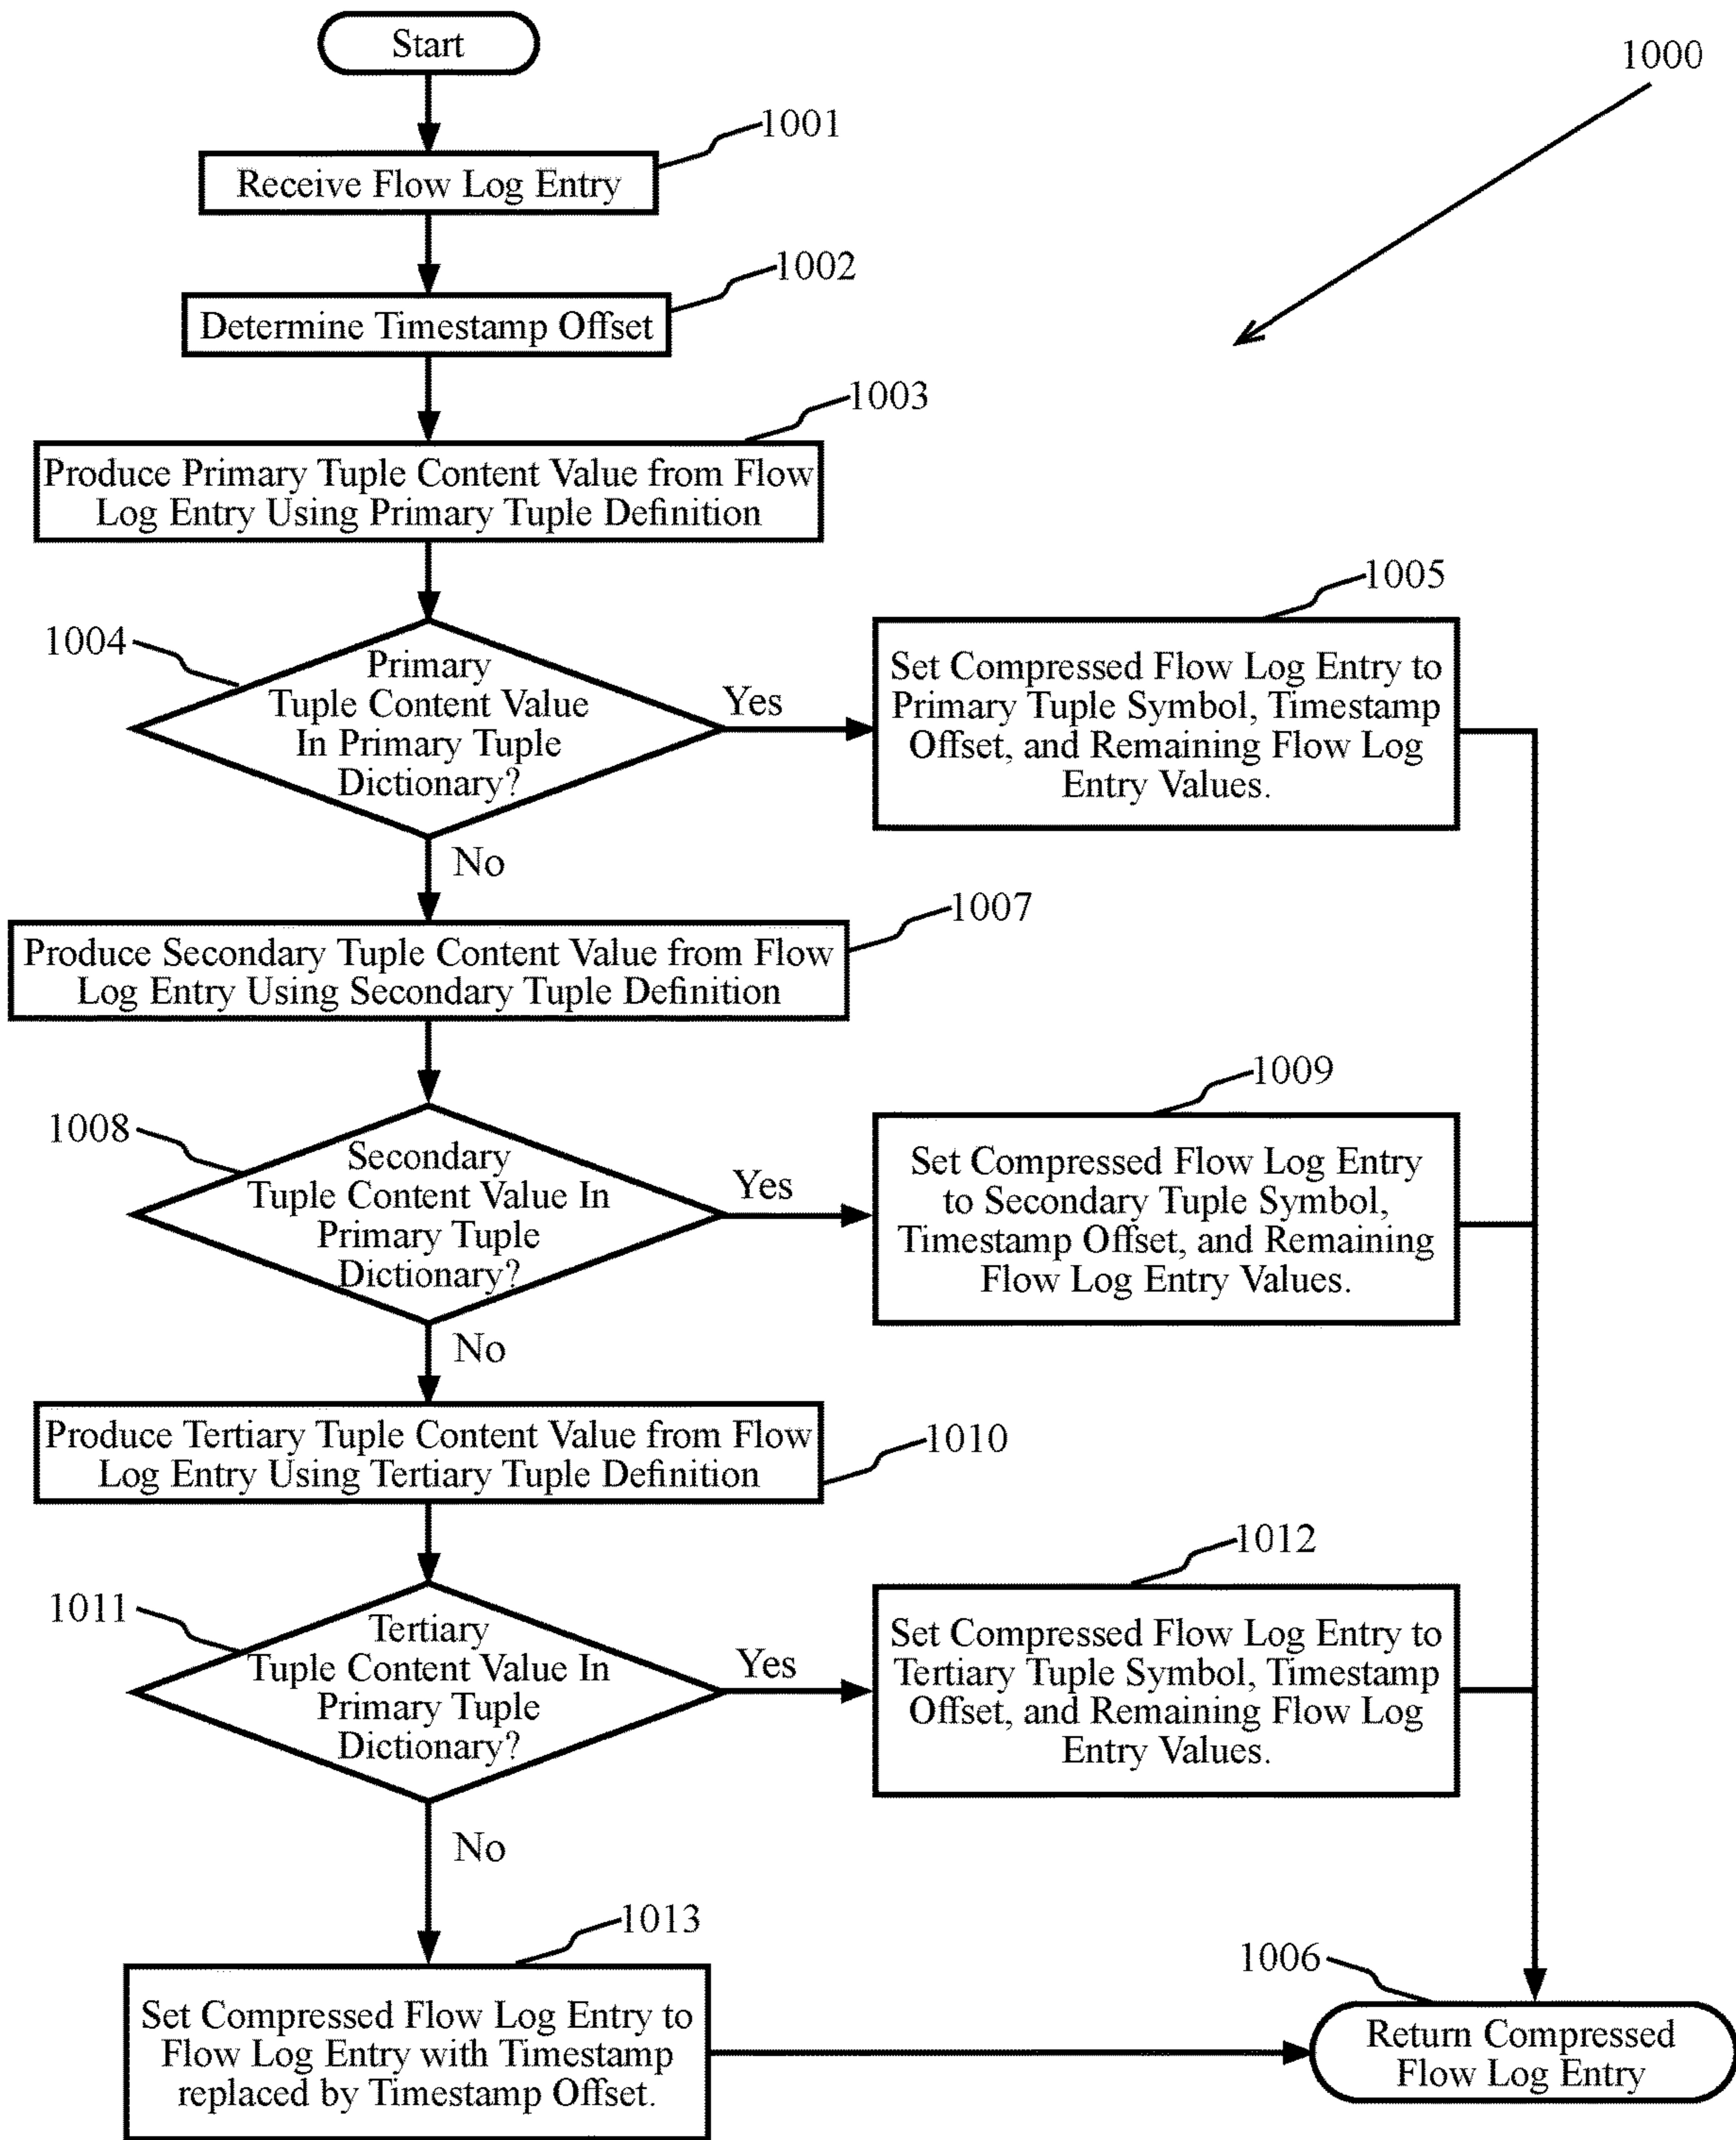 Start
1000
1001
Receive Flow Log Entry
1002
Determine Timestamp Offset
1003
Produce Primary Tuple Content Value from Flow
Log Entry Using Primary Tuple Definition
1004
Primary
Tuple Content Value
In Primary Tuple
Dictionary?
Yes
1005
Set Compressed Flow Log Entry to
Primary Tuple Symbol, Timestamp
Offset, and Remaining Flow Log
Entry Values.
No
1007
Produce Secondary Tuple Content Value from Flow
Log Entry Using Secondary Tuple Definition
1008
Secondary
Tuple Content Value In
Primary Tuple
Dictionary?
Yes
1009
Set Compressed Flow Log Entry
to Secondary Tuple Symbol,
Timestamp Offset, and Remaining
Flow Log Entry Values.
No
Produce Tertiary Tuple Content Value from Flow
Log Entry Using Tertiary Tuple Definition
1010
1011
Tertiary
Tuple Content Value In
Primary Tuple
Dictionary?
Yes
1012
Set Compressed Flow Log Entry to
Tertiary Tuple Symbol, Timestamp
Offset, and Remaining Flow Log
Entry Values.
No
1013
Set Compressed Flow Log Entry to
Flow Log Entry with Timestamp
replaced by Timestamp Offset.
1006
Return Compressed
Flow Log Entry